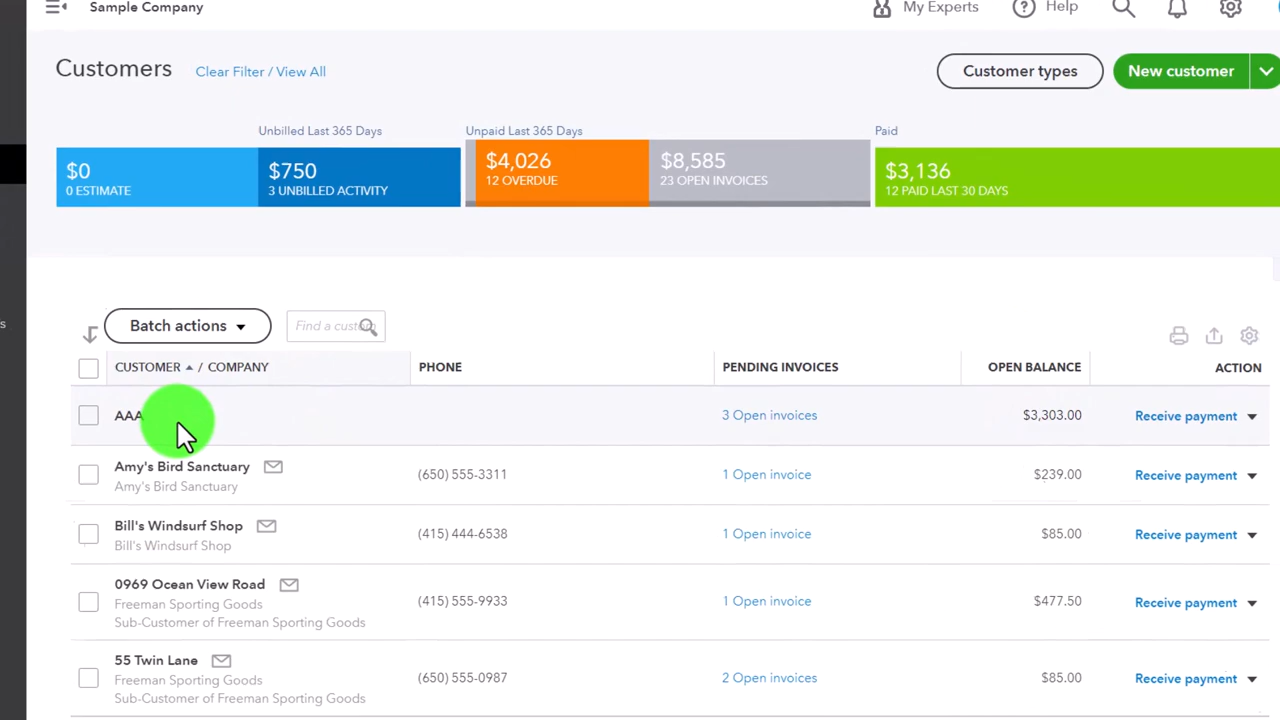 Sample Company
My Experts
Help
Customers
Clear Filter / View All
Customer types
New customer
Unbilled Last 365 Days
Unpaid Last 365 Days
Paid
$0
0 ESTIMATE
$750
3 UNBILLED ACTIVITY
$4,026
12 OVERDUE
$8,585
23 OPEN INVOICES
$3,136
12 PAID LAST 30 DAYS
Batch actions
Find a custom
CUSTOMER / COMPANY PHONE PENDING INVOICES OPEN BALANCE ACTION
AAA 3 Open invoices $3,303.00 Receive payment
Amy's Bird Sanctuary
Amy's Bird Sanctuary
(650) 555-3311 1 Open invoice $239.00 Receive payment
Bill's Windsurf Shop
Bill's Windsurf Shop
(415) 444-6538 1 Open invoice $85.00 Receive payment
0969 Ocean View Road
Freeman Sporting Goods
Sub-Customer of Freeman Sporting Goods
(415) 555-9933 1 Open invoice $477.50 Receive payment
55 Twin Lane
Freeman Sporting Goods
Sub-Customer of Freeman Sporting Goods
(650) 555-0987 2 Open invoices $85.00 Receive payment